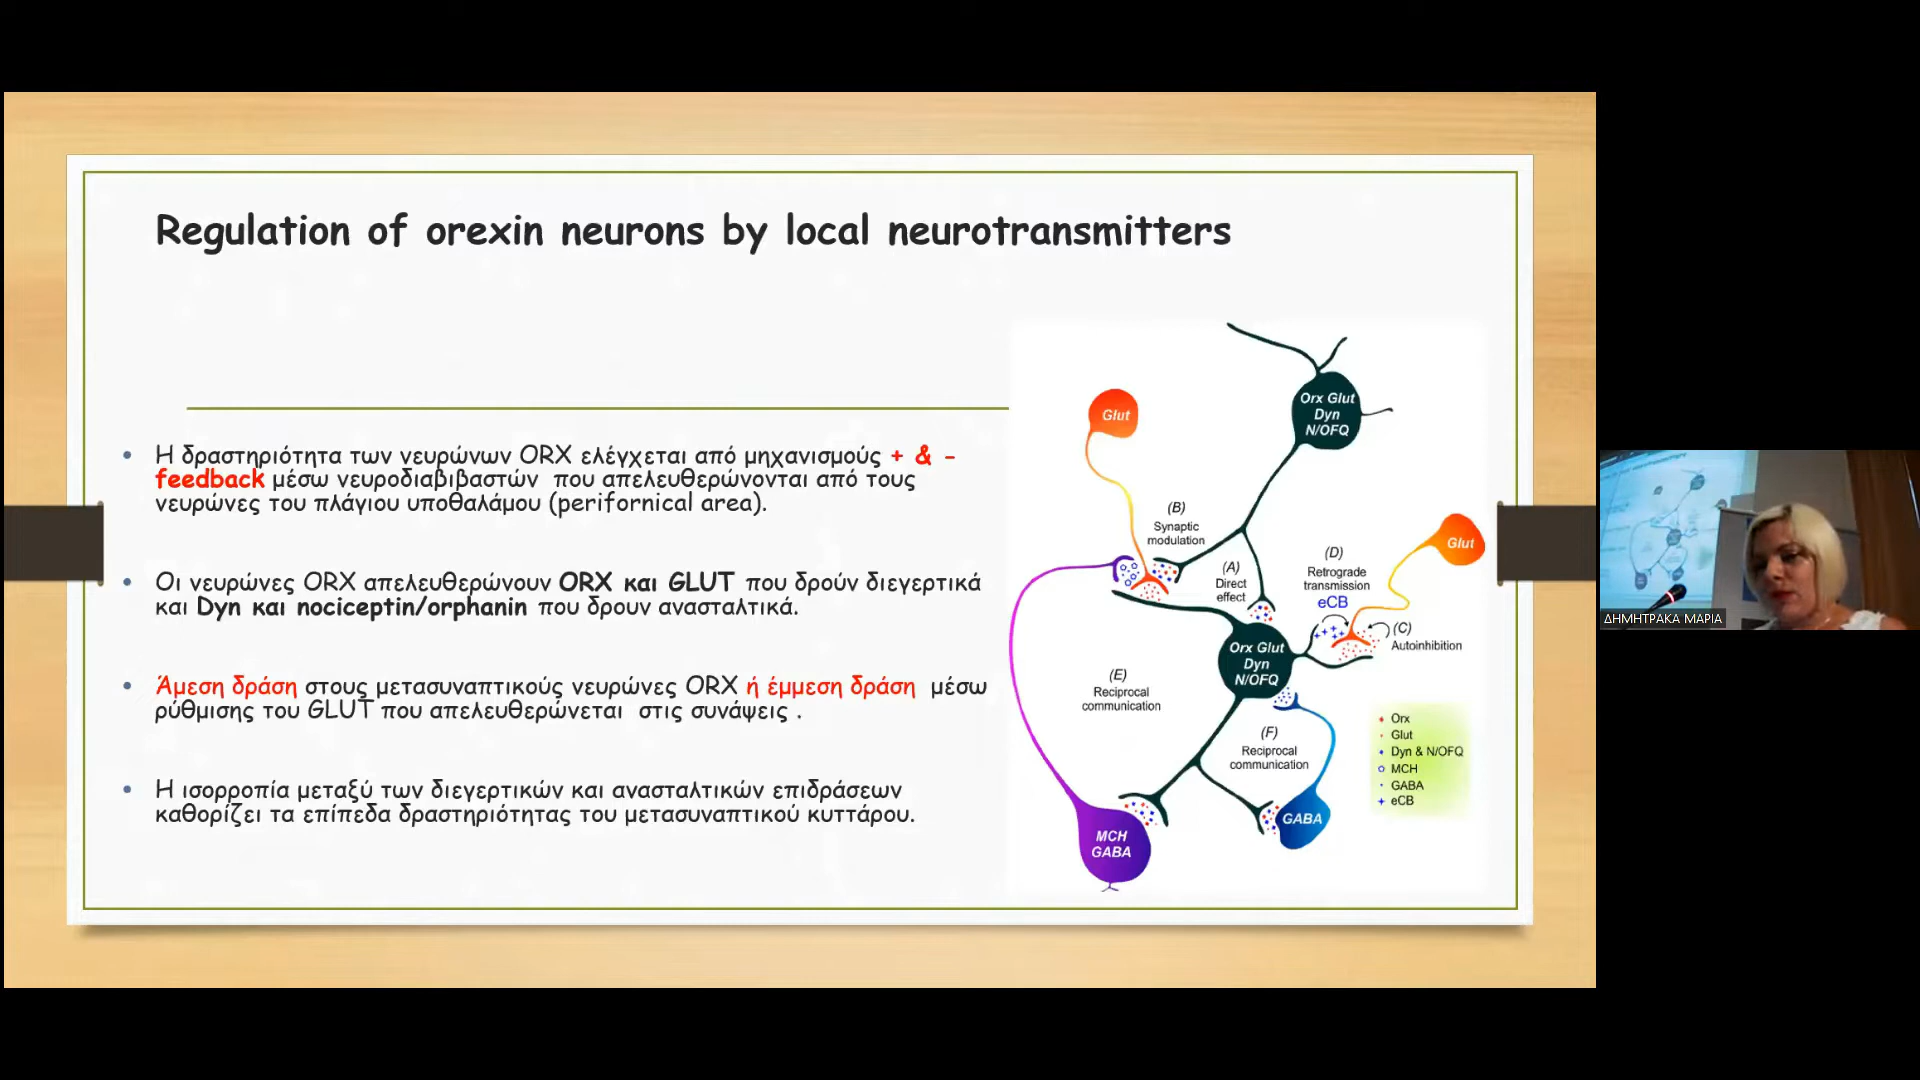 Regulation of orexin neurons by local neurotransmitters
• Η δραστηριότητα των νευρώνων ORX ελέγχεται από μηχανισμούς + & -
feedback μέσω νευροδιαβιβαστών που απελευθερώνονται από τους
νευρώνες του πλάγιου υποθαλάμου (perifornical area).
• Οι νευρώνες ORX απελευθερώνουν ORX και GLUT που δρούν διεγερτικά
και Dyn και nociceptin/orphanin που δρουν ανασταλτικά.
• Άμεση δράση στους μετασυναπτικούς νευρώνες ORX ή έμμεση δράση μέσω
ρύθμισης του GLUT που απελευθερώνεται στις συνάψεις .
• Η ισορροπία μεταξύ των διεγερτικών και ανασταλτικών επιδράσεων
καθορίζει τα επίπεδα δραστηριότητας του μετασυναπτικού κυττάρου.
Glut
Orx Glut
Dyn
N/OFQ
(B)
Synaptic
modulation
(A)
Direct
effect
(D)
Retrograde
transmission
eCB
Glut
(C)
Autoinhibition
Orx Glut
Dyn
N/OFQ
(E)
Reciprocal
communication
(F)
Reciprocal
communication
MCH
GABA
GABA
Orx
Glut
Dyn & N/OFQ
MCH
GABA
eCB
ΔΗΜΗΤΡΑΚΑ ΜΑΡΙΑ